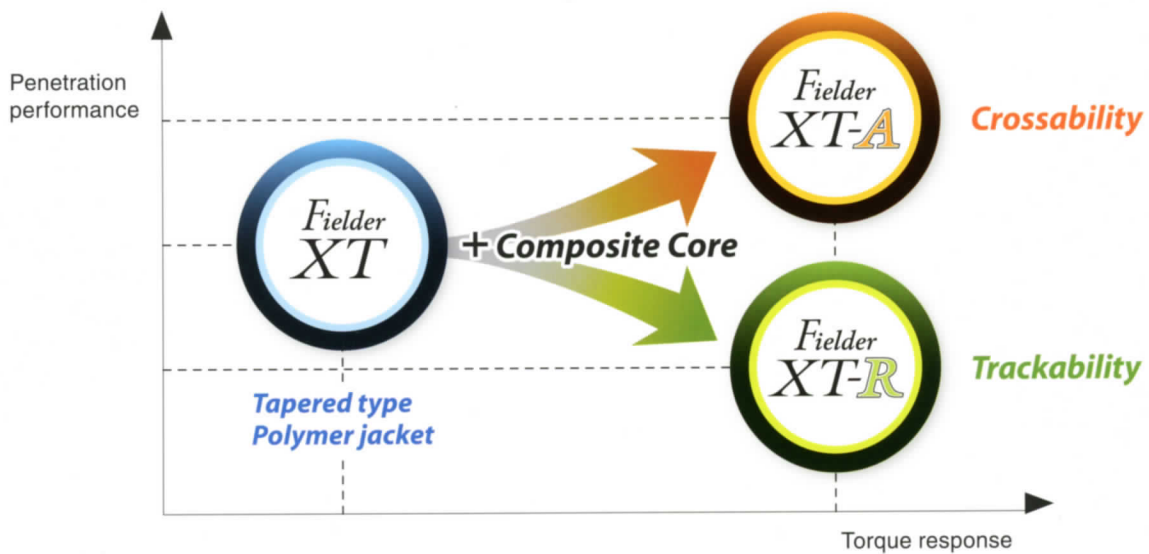 Penetration
performance
Fielder
XT-A
Crossability
Fielder
XT
+ Composite Core
Fielder
XT-R
Trackability
Tapered type
Polymer jacket
Torque response